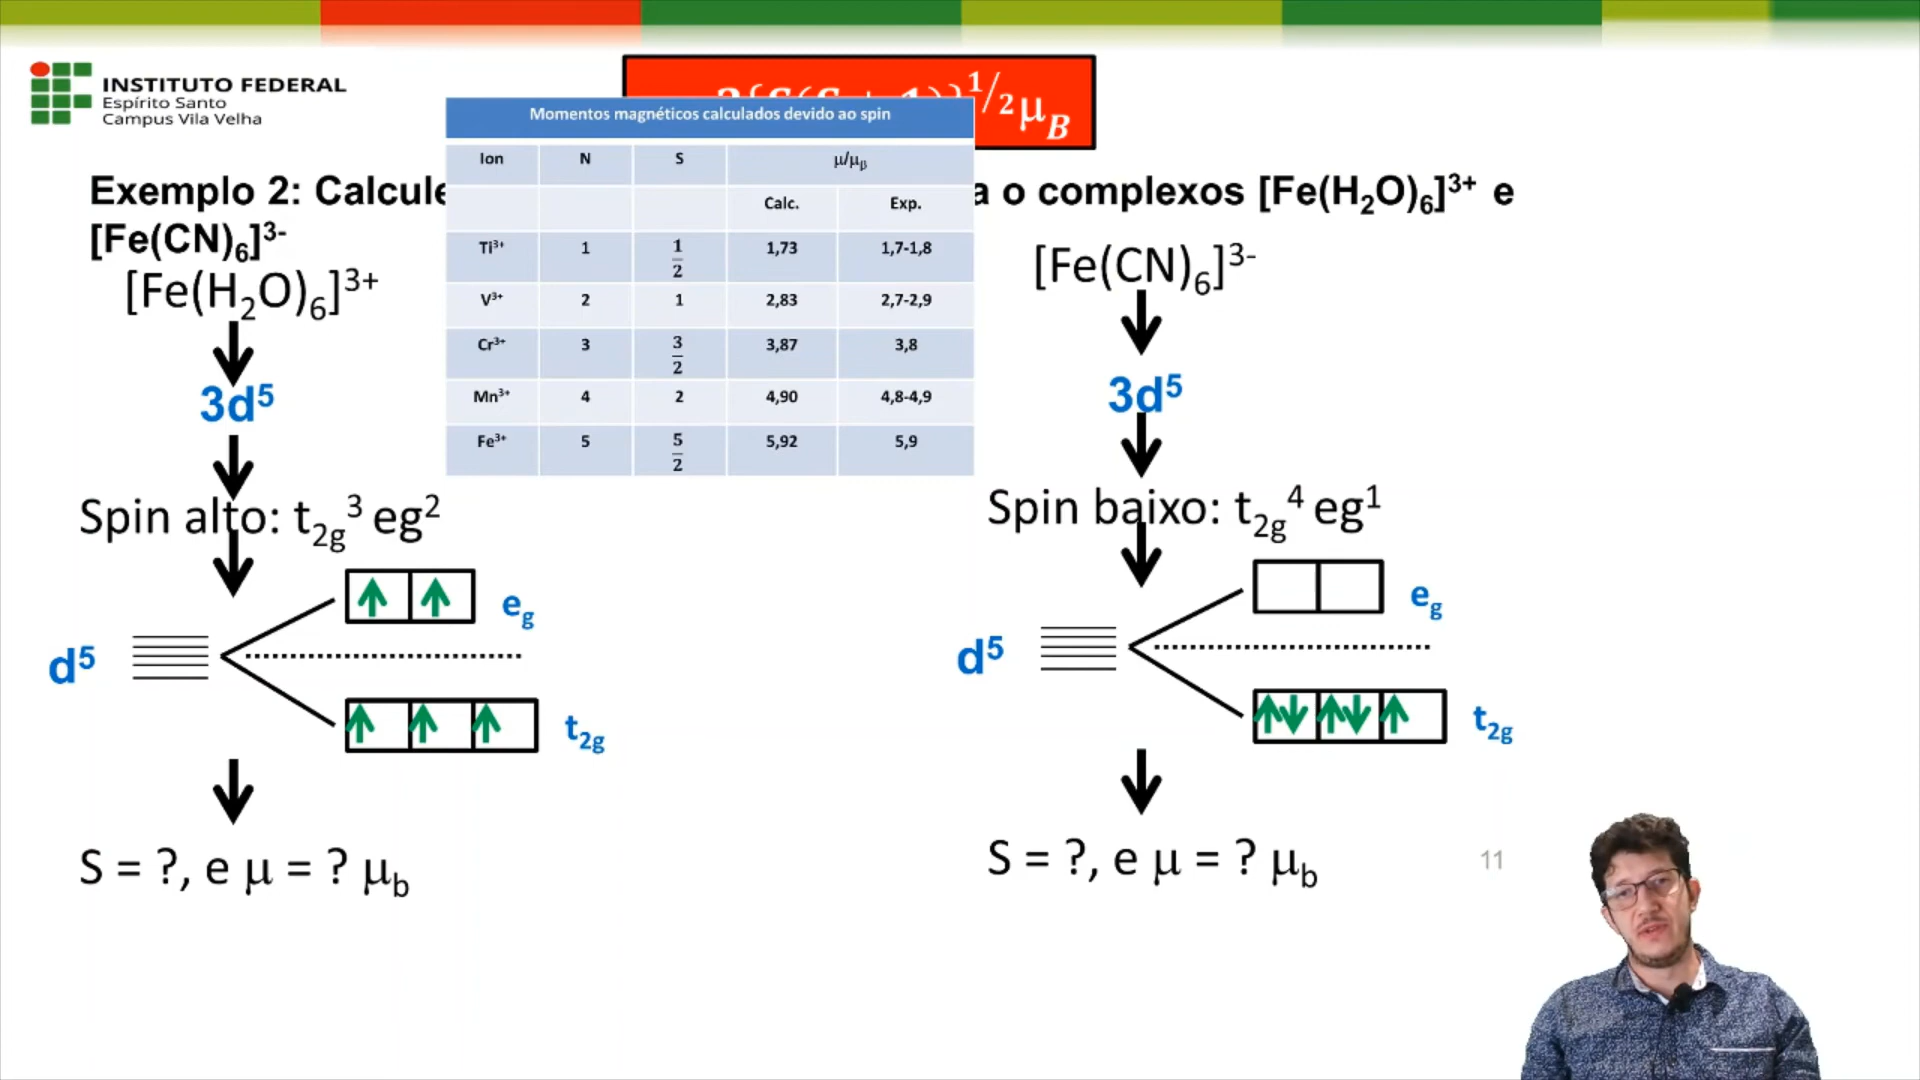 INSTITUTO FEDERAL
Espírito Santo
Campus Vila Velha
1/2 μB
Momentos magnéticos calculados devido ao spin
Ion N S μ/μβ
Calc. Exp.
Ti³⁺ 1 1/2 1,73 1,7-1,8
V³⁺ 2 1 2,83 2,7-2,9
Cr³⁺ 3 3/2 3,87 3,8
Mn³⁺ 4 2 4,90 4,8-4,9
Fe³⁺ 5 5/2 5,92 5,9
Exemplo 2: Calcule a o complexos [Fe(H₂O)₆]³⁺ e
[Fe(CN)₆]³⁻
[Fe(H₂O)₆]³⁺
3d⁵
Spin alto: t₂g³ eg²
eg
d⁵
t₂g
S = ?, e μ = ? μb
[Fe(CN)₆]³⁻
3d⁵
Spin baixo: t₂g⁴ eg¹
eg
d⁵
t₂g
S = ?, e μ = ? μb
11